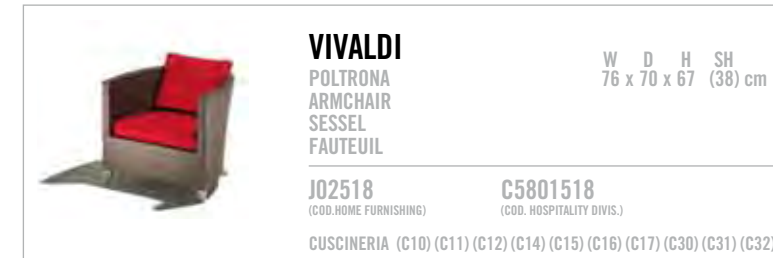 VIVALDI
POLTRONA
ARMCHAIR
SESSEL
FAUTEUIL
W D H SH
76 x 70 x 67 (38) cm
J02518
(COD.HOME FURNISHING)
C5801518
(COD. HOSPITALITY DIVIS.)
CUSCINERIA (C10) (C11) (C12) (C14) (C15) (C16) (C17) (C30) (C31) (C32)